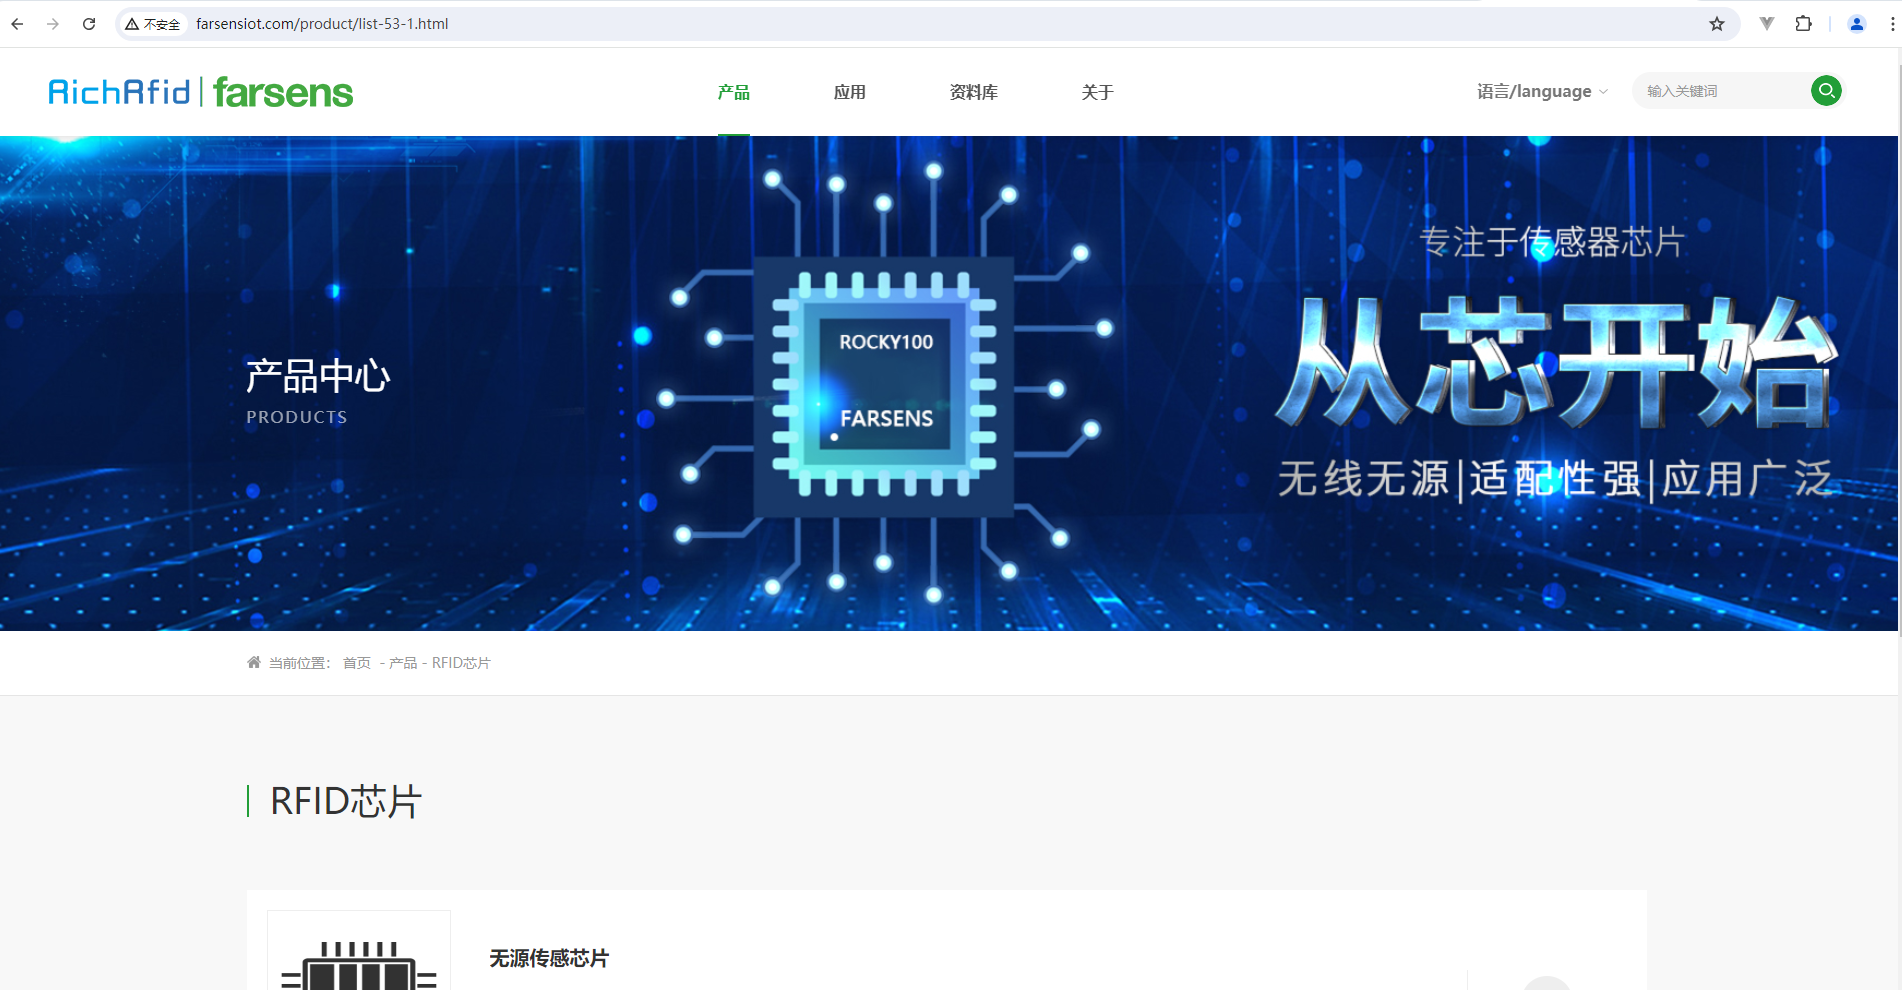 不安全 farsensiot.com/product/list-53-1.html
RichRfid | farsens 产品 应用 资料库 关于 语言/language 输入关键词
专注于传感器芯片
从芯开始
无线无源|适配性强|应用广泛
ROCKY100
FARSENS
产品中心
PRODUCTS
当前位置： 首页 - 产品 - RFID芯片
RFID芯片
无源传感芯片